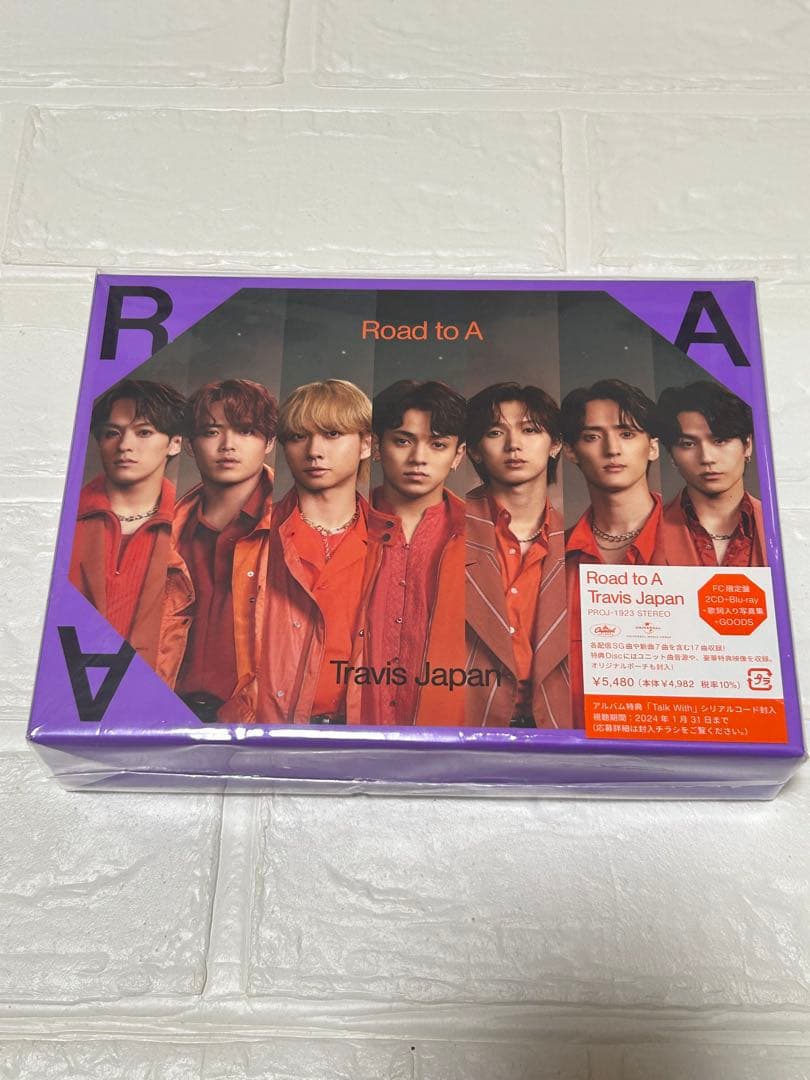 R
A
Road to A
Travis Japan
A
Road to A
Travis Japan
PROJ-1923 STEREO
FC限定盤
2CD+Blu-ray
+歌詞入り写真集
+GOODS
Capitol
UNIVERSAL
UNIVERSAL MUSIC GROUP
各配信SG曲や新曲7曲を含む17曲収録!
特典Discにはユニット曲音源や、豪華特典映像を収録。
オリジナルポーチも封入!
¥5,480(本体¥4,982 税率10%)
プラ
アルバム特典「Talk With」シリアルコード封入
視聴期間:2024年1月31日まで
(応募詳細は封入チラシをご覧ください。)